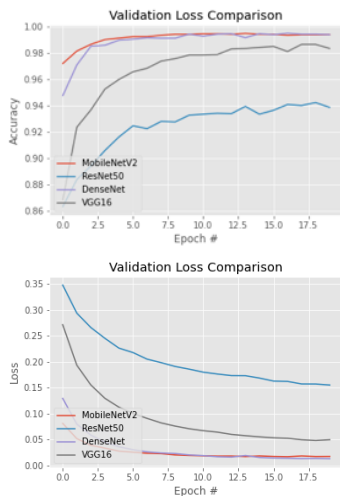 Validation Loss Comparison
1.00
0.98
0.96
0.94
0.92
0.90
0.88
0.86
Accuracy
MobileNetV2
ResNet50
DenseNet
VGG16
0.0 2.5 5.0 7.5 10.0 12.5 15.0 17.5
Epoch #
Validation Loss Comparison
0.35
0.30
0.25
0.20
0.15
0.10
0.05
0.00
Loss
MobileNetV2
ResNet50
DenseNet
VGG16
0.0 2.5 5.0 7.5 10.0 12.5 15.0 17.5
Epoch #